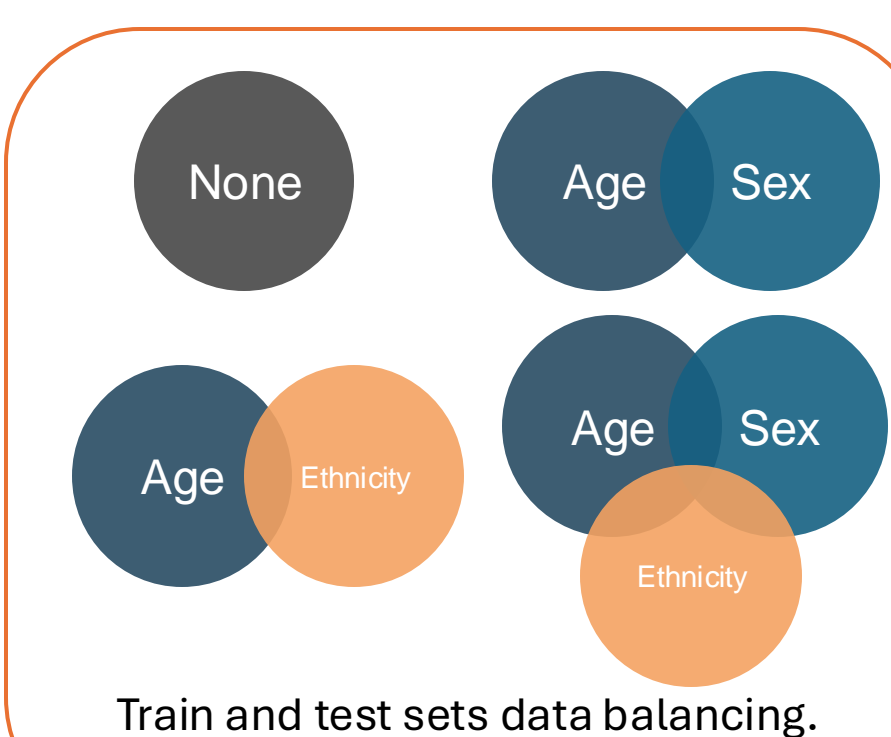 None
Age Sex
Age Ethnicity
Age Sex
Ethnicity
Train and test sets data balancing.